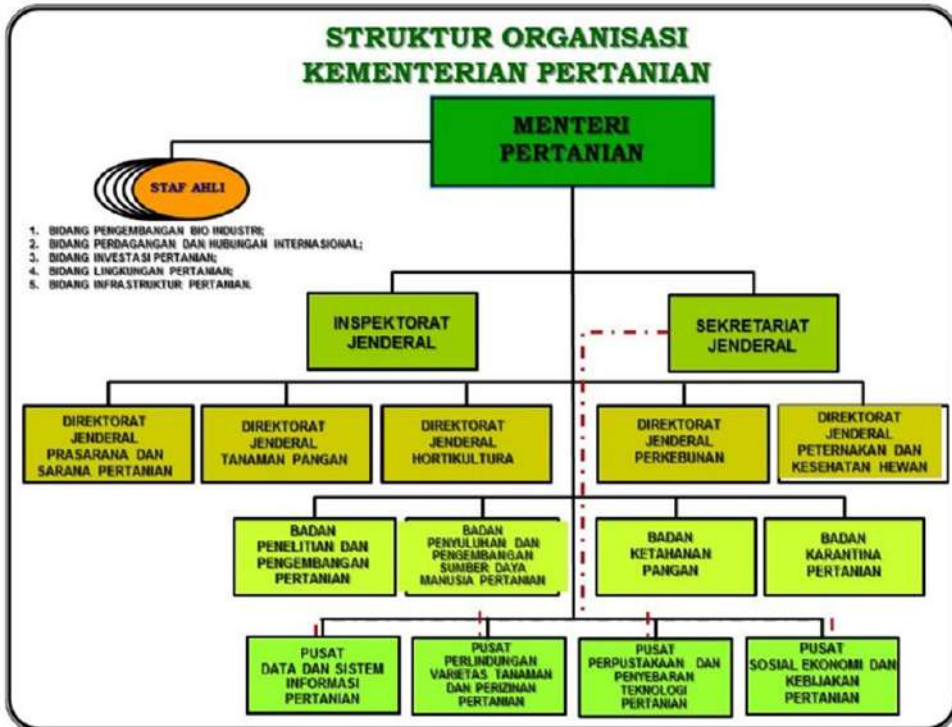 STRUKTUR ORGANISASI
KEMENTERIAN PERTANIAN
MENTERI
PERTANIAN
STAF AHLI
1. BIDANG PENGEMBANGAN BIO INDUSTRI;
2. BIDANG PERDAGANGAN DAN HUBUNGAN INTERNASIONAL;
3. BIDANG INVESTASI PERTANIAN;
4. BIDANG LINGKUNGAN PERTANIAN;
5. BIDANG INFRASTRUKTUR PERTANIAN.
INSPEKTORAT
JENDERAL
SEKRETARIAT
JENDERAL
DIREKTORAT
JENDERAL
PRASARANA DAN
SARANA PERTANIAN
DIREKTORAT
JENDERAL
TANAMAN PANGAN
DIREKTORAT
JENDERAL
HORTIKULTURA
DIREKTORAT
JENDERAL
PERKEBUNAN
DIREKTORAT
JENDERAL
PETERNAKAN DAN
KESEHATAN HEWAN
BADAN
PENELITIAN DAN
PENGEMBANGAN
PERTANIAN
BADAN
PENYULUHAN DAN
PENGEMBANGAN
SUMBER DAYA
MANUSIA PERTANIAN
BADAN
KETAHANAN
PANGAN
BADAN
KARANTINA
PERTANIAN
PUSAT
DATA DAN SISTEM
INFORMASI
PERTANIAN
PUSAT
PERLINDUNGAN
VARIETAS TANAMAN
DAN PERIZINAN
PERTANIAN
PUSAT
PERPUSTAKAAN DAN
PENYEBARAN
TEKNOLOGI
PERTANIAN
PUSAT
SOSIAL EKONOMI DAN
KEBIJAKAN
PERTANIAN